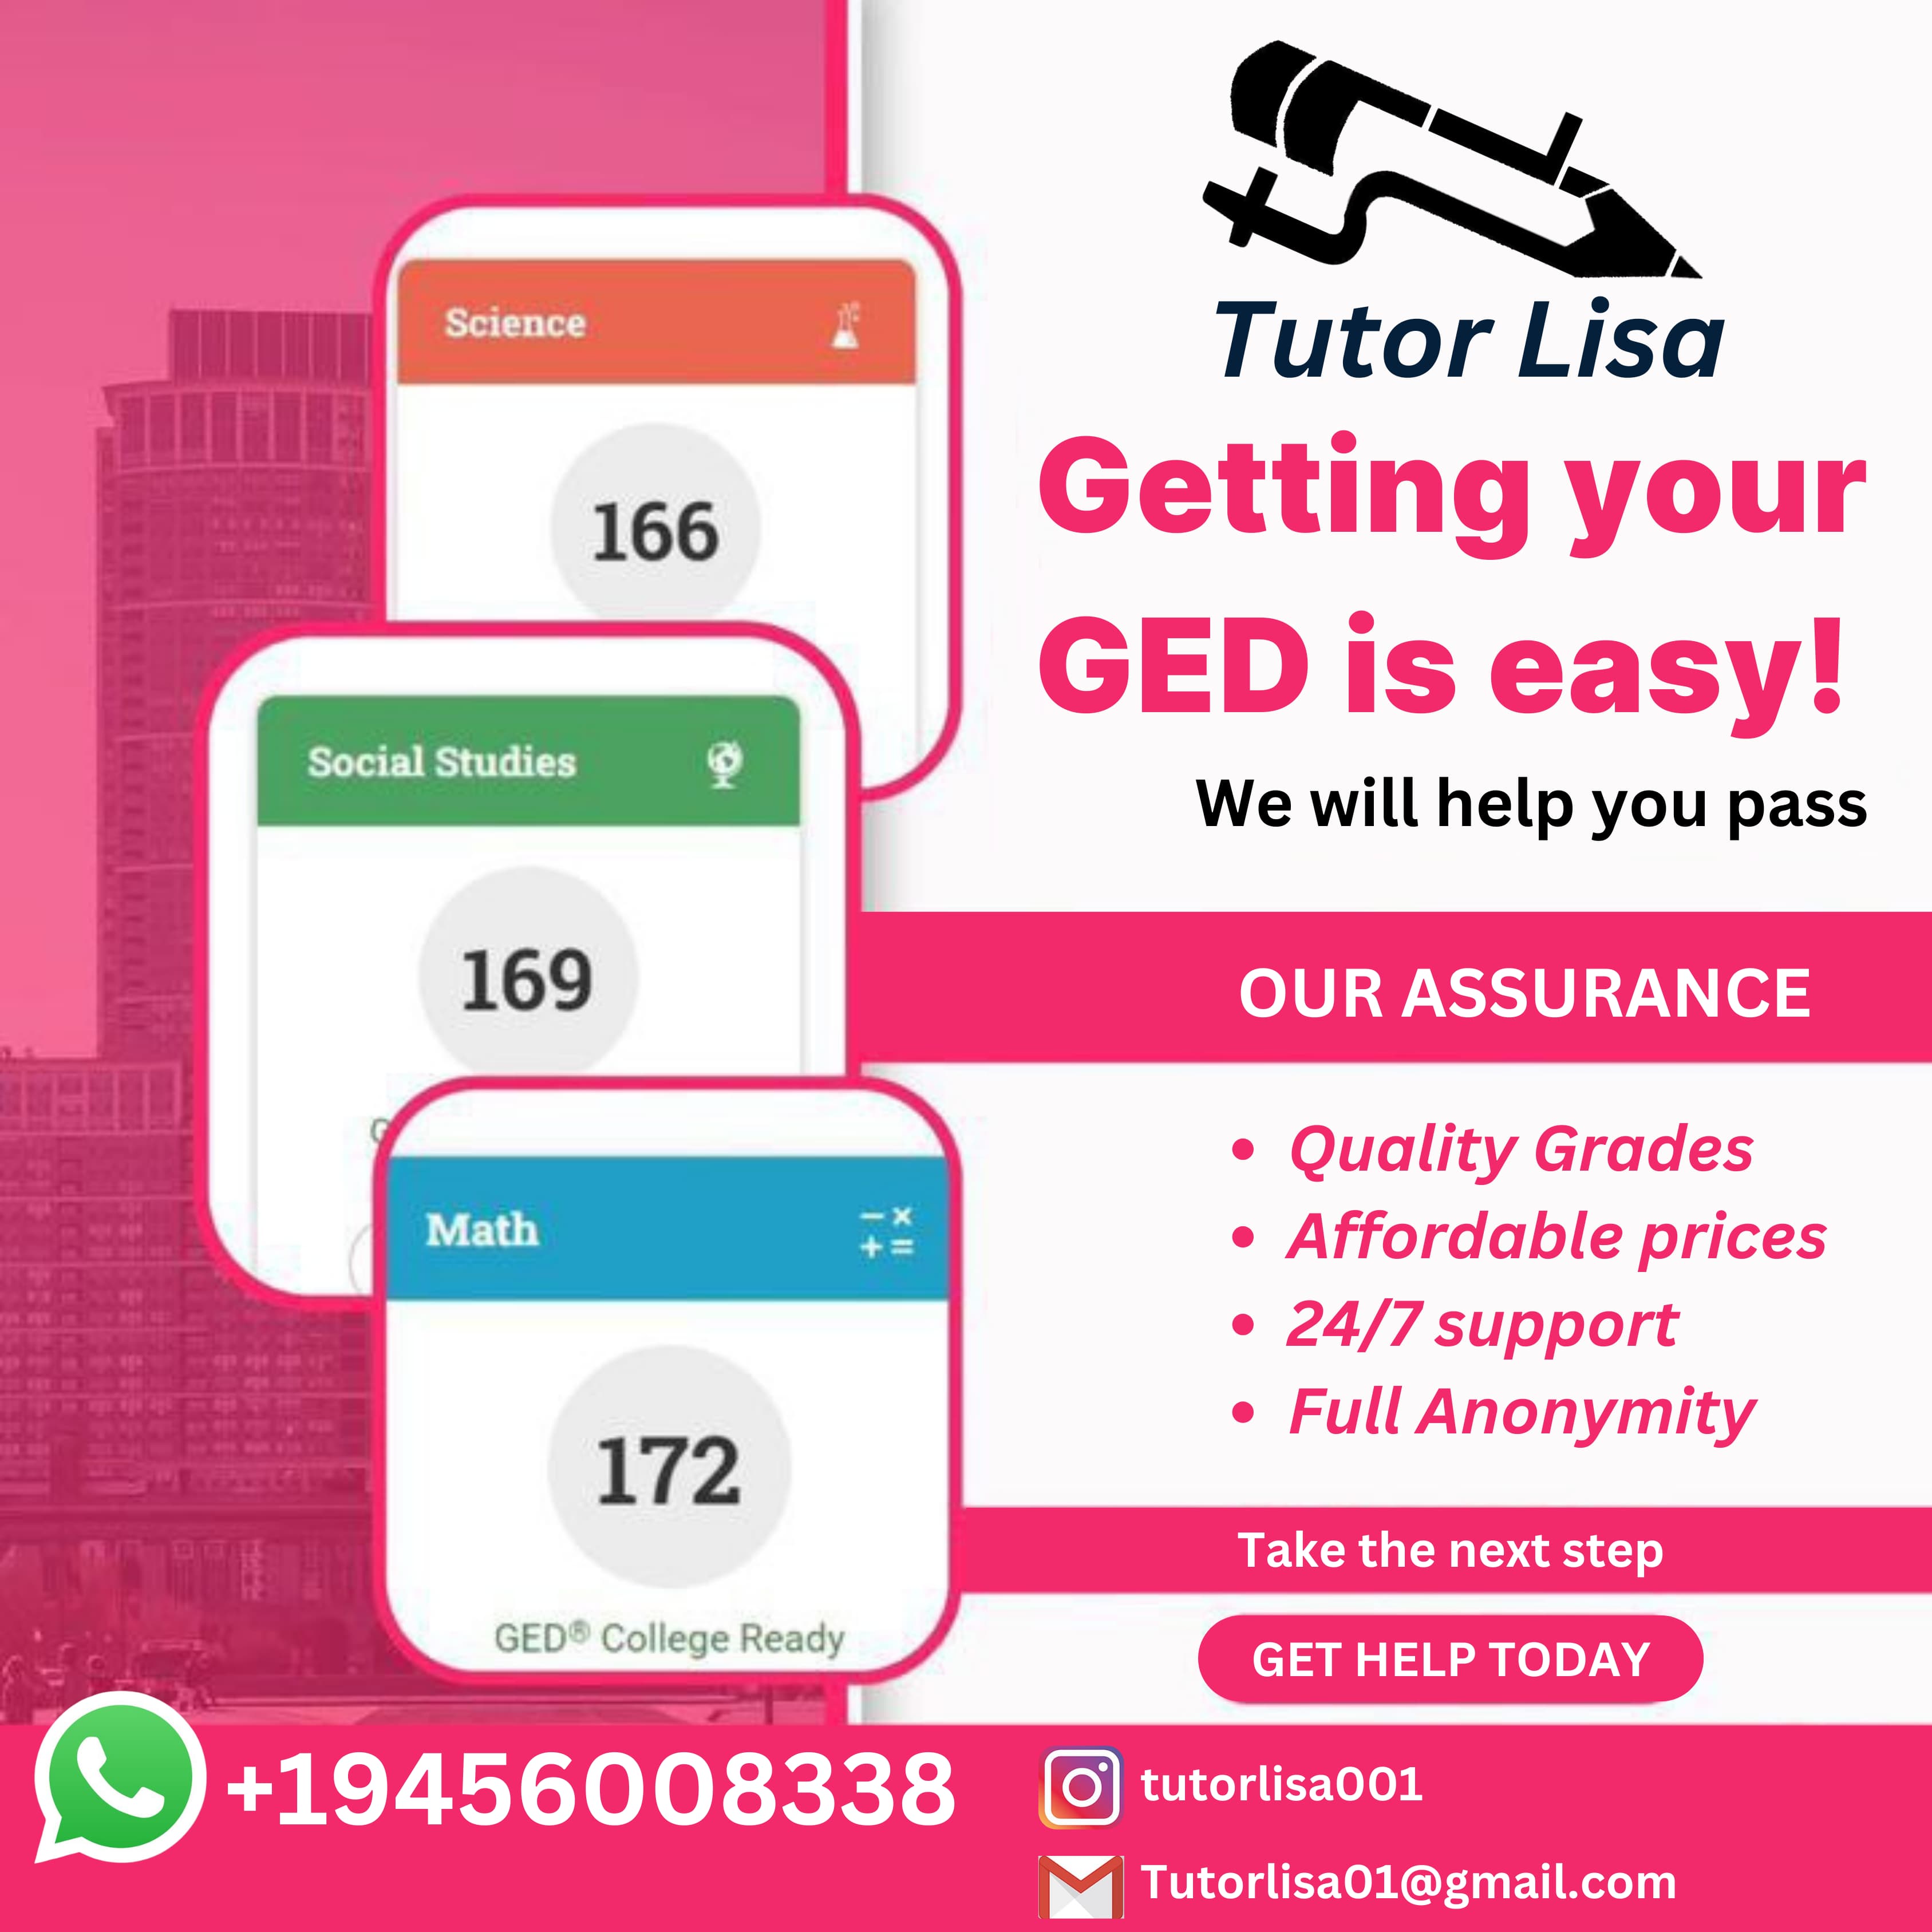 Tutor Lisa
Getting your
GED is easy!
We will help you pass
Science
166
Social Studies
169
G
Math
172
GED® College Ready
OUR ASSURANCE
• Quality Grades
• Affordable prices
• 24/7 support
• Full Anonymity
Take the next step
GET HELP TODAY
+19456008338
tutorlisa001
Tutorlisa01@gmail.com